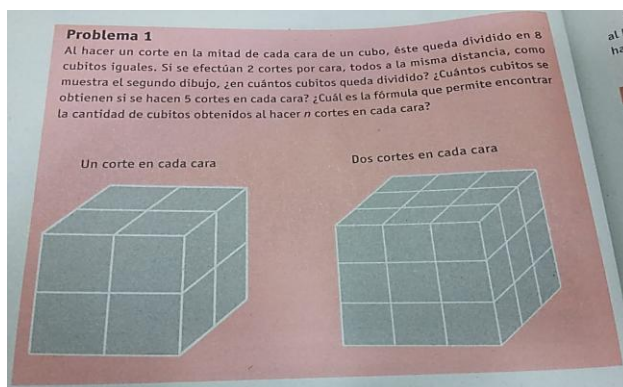 Problema 1
Al hacer un corte en la mitad de cada cara de un cubo, éste queda dividido en 8
cubitos iguales. Si se efectúan 2 cortes por cara, todos a la misma distancia, como
muestra el segundo dibujo, ¿en cuántos cubitos queda dividido? ¿Cuántos cubitos se
obtienen si se hacen 5 cortes en cada cara? ¿Cuál es la fórmula que permite encontrar
la cantidad de cubitos obtenidos al hacer n cortes en cada cara?
Un corte en cada cara
Dos cortes en cada cara
al